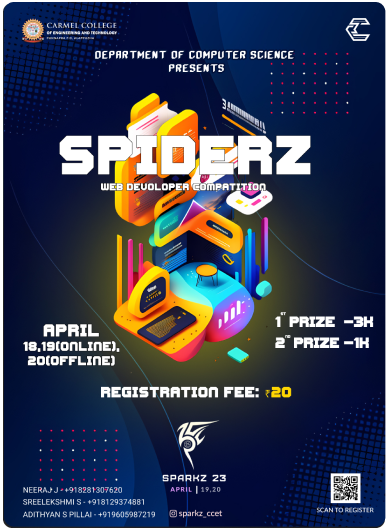 CARMEL COLLEGE
OF ENGINEERING AND TECHNOLOGY
PUNNAPRA P.O, ALAPPUZHA
DEPARTMENT OF COMPUTER SCIENCE
PRESENTS
SPIDERZ
WEB DEVOLOPER COMPATITION
APRIL
18,19(ONLINE),
20(OFFLINE)
1ST PRIZE -3K
2ND PRIZE -1K
REGISTRATION FEE: ₹20
SPARKZ 23
APRIL | 19,20
NEERAJ J - +918281307620
SREELEKSHMI S - +918129374881
ADITHYAN S PILLAI - +919605987219
sparkz_ccet
SCAN TO REGISTER